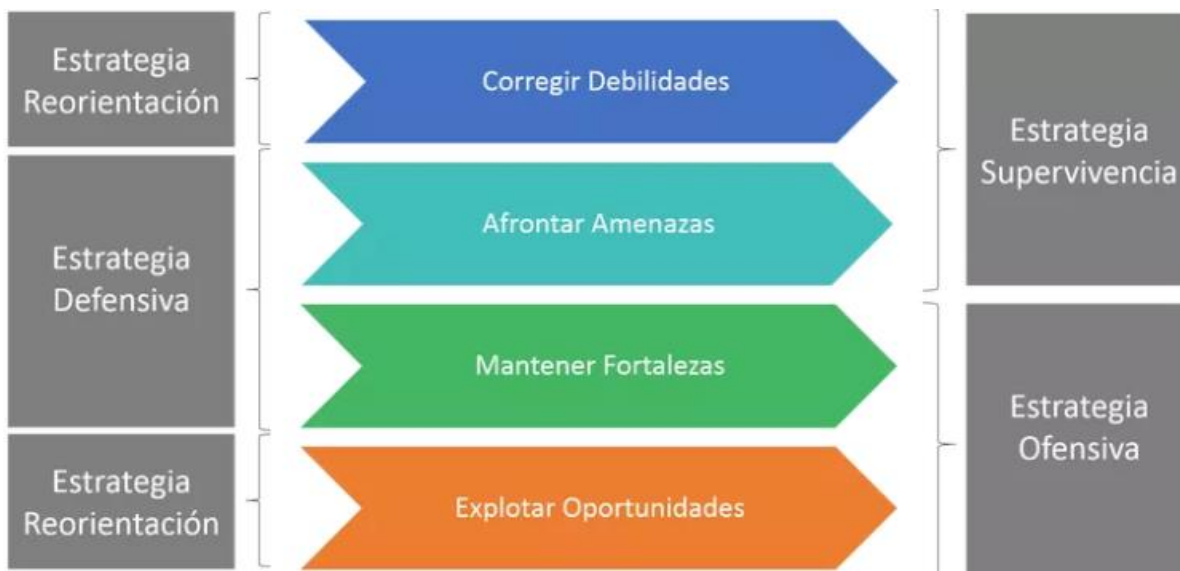 Estrategia
Reorientación
Corregir Debilidades
Estrategia
Supervivencia
Afrontar Amenazas
Estrategia
Defensiva
Mantener Fortalezas
Estrategia
Ofensiva
Estrategia
Reorientación
Explotar Oportunidades